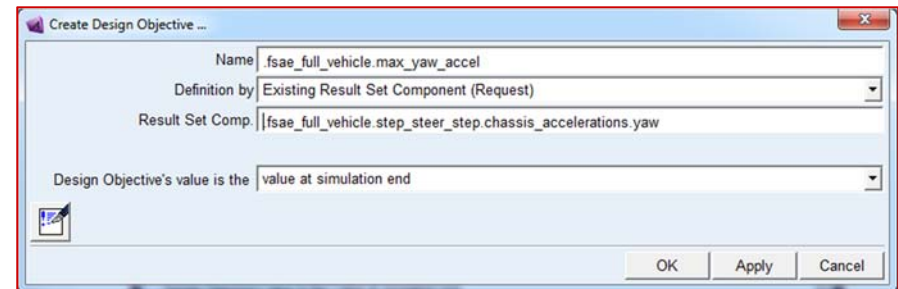 Create Design Objective ...
Name .fsae_full_vehicle.max_yaw_accel
Definition by Existing Result Set Component (Request)
Result Set Comp. .fsae_full_vehicle.step_steer_step.chassis_accelerations.yaw
Design Objective's value is the value at simulation end
OK Apply Cancel